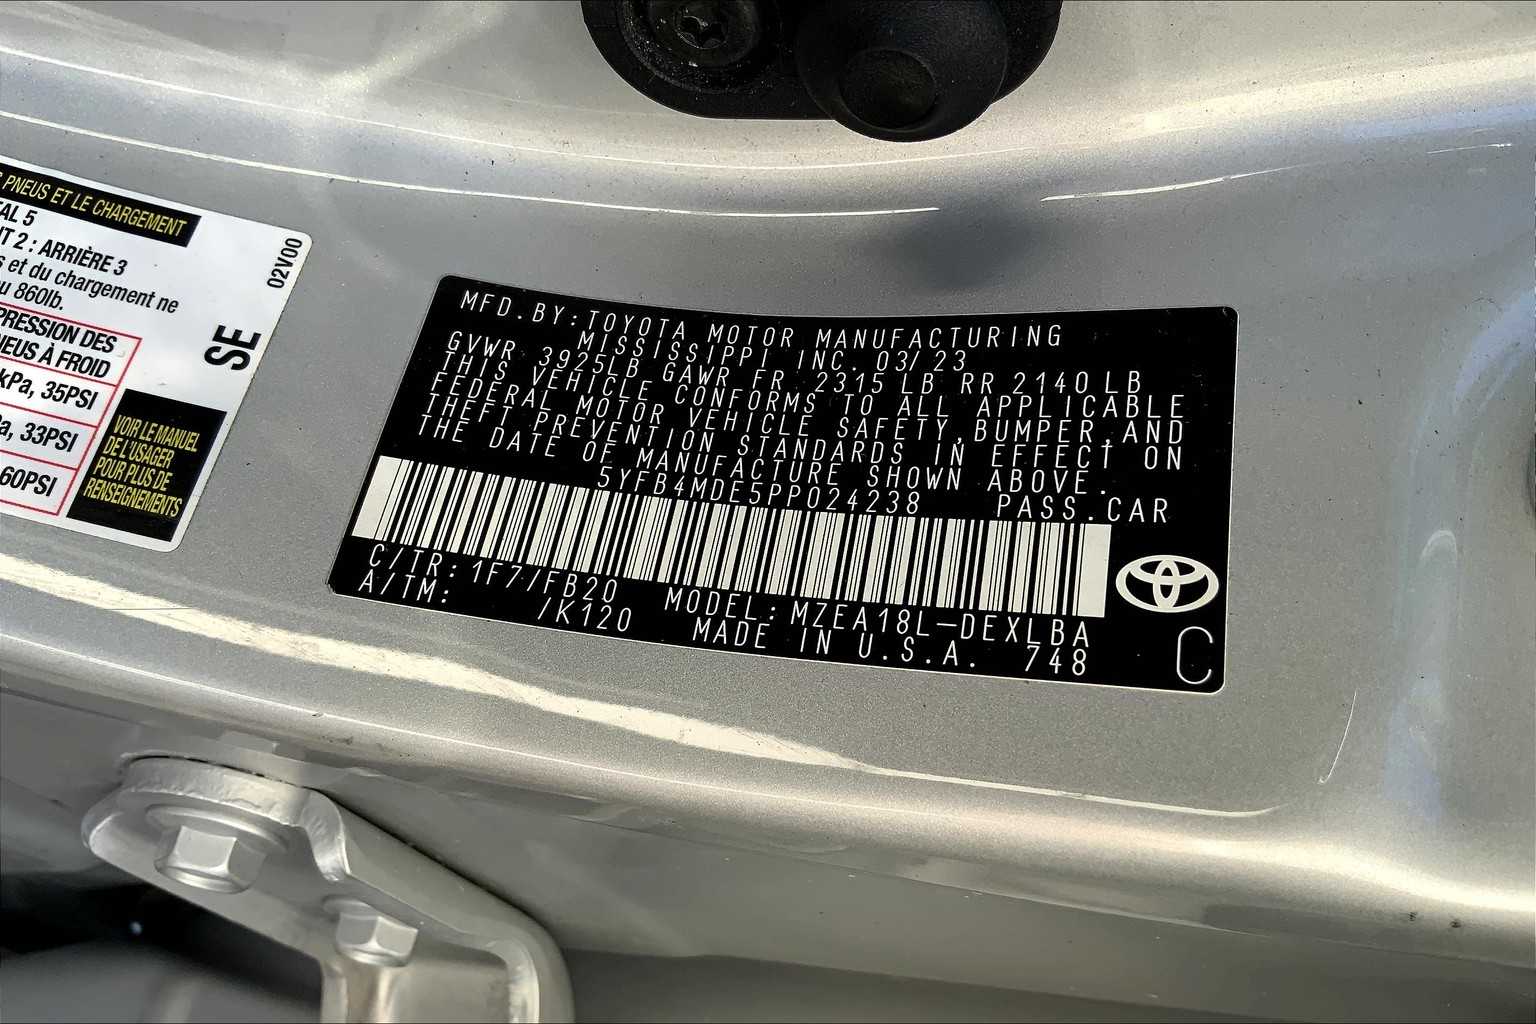 PNEUS ET LE CHARGEMENT
AL 5
T 2 : ARRIÈRE 3
et du chargement ne
860lb.
PRESSION DES
À FROID
kPa, 35PSI
33PSI
60PSI
VOIR LE MANUEL
DE L'USAGER
POUR PLUS DE
RENSEIGNEMENTS
02V00
SE
MFD.BY:TOYOTA MOTOR MANUFACTURING
MISSISSIPPI INC. 03/23
GVWR 3925LB GAWR FR 2315 LB RR 2140 LB
THIS VEHICLE CONFORMS TO ALL APPLICABLE
FEDERAL MOTOR VEHICLE SAFETY,BUMPER,AND
THEFT PREVENTION STANDARDS IN EFFECT ON
THE DATE OF MANUFACTURE SHOWN ABOVE.
5YFB4MDE5PP024238 PASS.CAR
C/TR:1F7/FB20 MODEL:MZEA18L-DEXLBA
A/TM: /K120 MADE IN U.S.A. 748
C